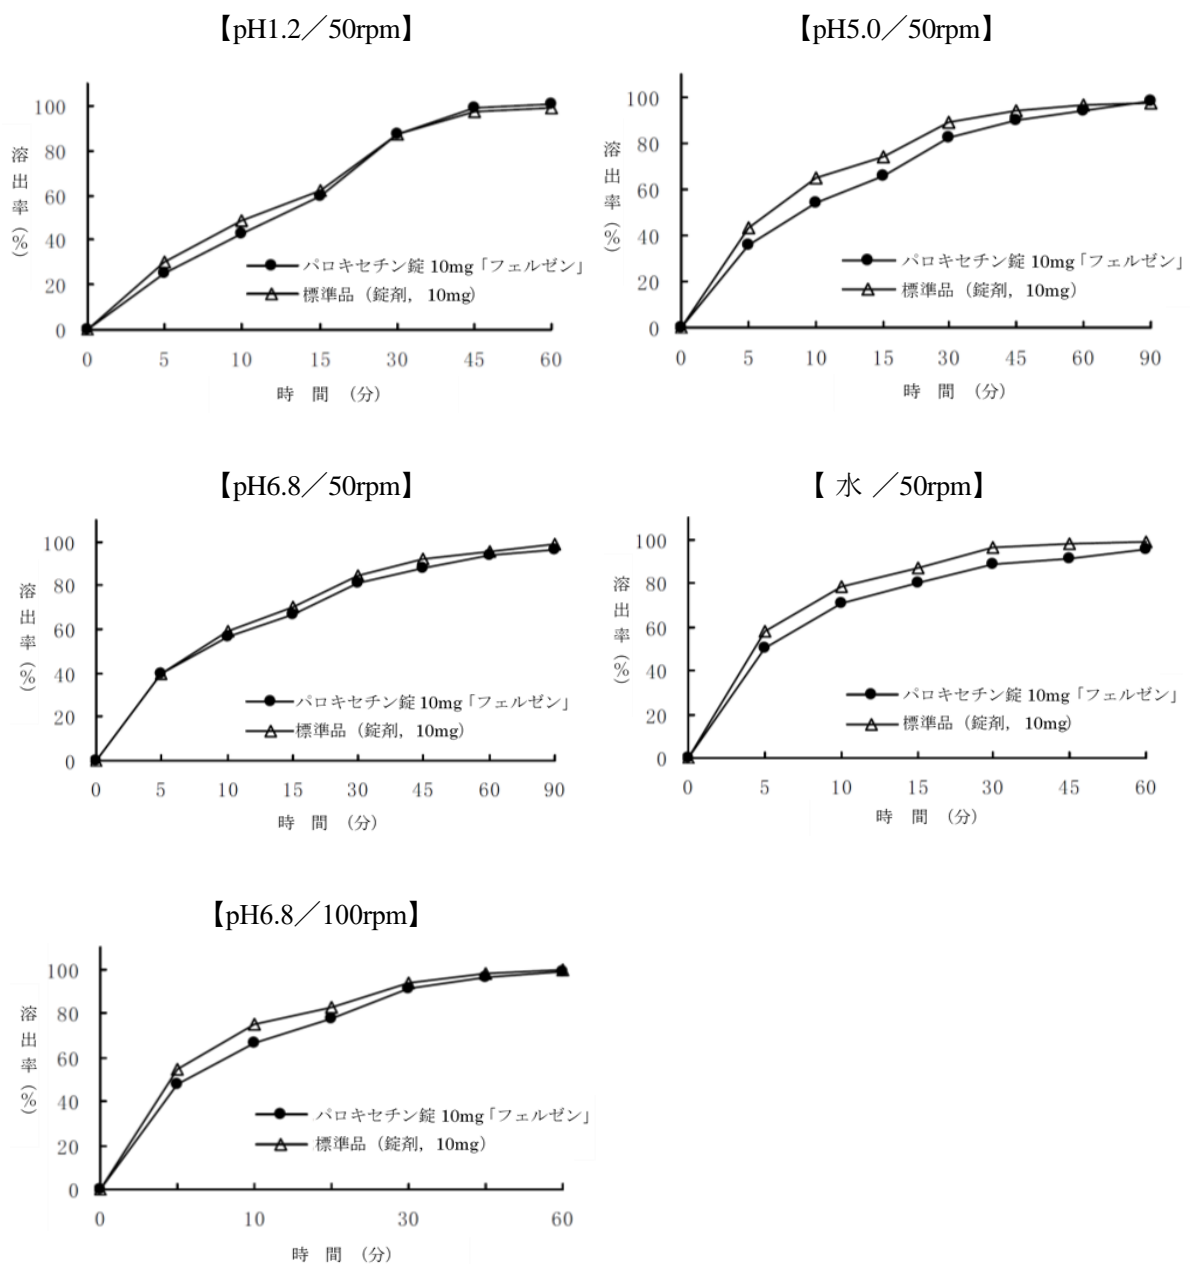 【pH1.2／50rpm】
100
80
60
40
20
0
溶出率(%)
パロキセチン錠 10mg「フェルゼン」
標準品（錠剤，10mg）
0 5 10 15 30 45 60
時 間 (分)
【pH5.0／50rpm】
100
80
60
40
20
0
溶出率(%)
パロキセチン錠 10mg「フェルゼン」
標準品（錠剤，10mg）
0 5 10 15 30 45 60 90
時 間 (分)
【pH6.8／50rpm】
100
80
60
40
20
0
溶出率(%)
パロキセチン錠 10mg「フェルゼン」
標準品（錠剤，10mg）
0 5 10 15 30 45 60 90
時 間 (分)
【 水 ／50rpm】
100
80
60
40
20
0
溶出率(%)
パロキセチン錠 10mg「フェルゼン」
標準品（錠剤，10mg）
0 5 10 15 30 45 60
時 間 (分)
【pH6.8／100rpm】
100
80
60
40
20
0
溶出率(%)
パロキセチン錠 10mg「フェルゼン」
標準品（錠剤，10mg）
0 10 30 60
時 間 (分)